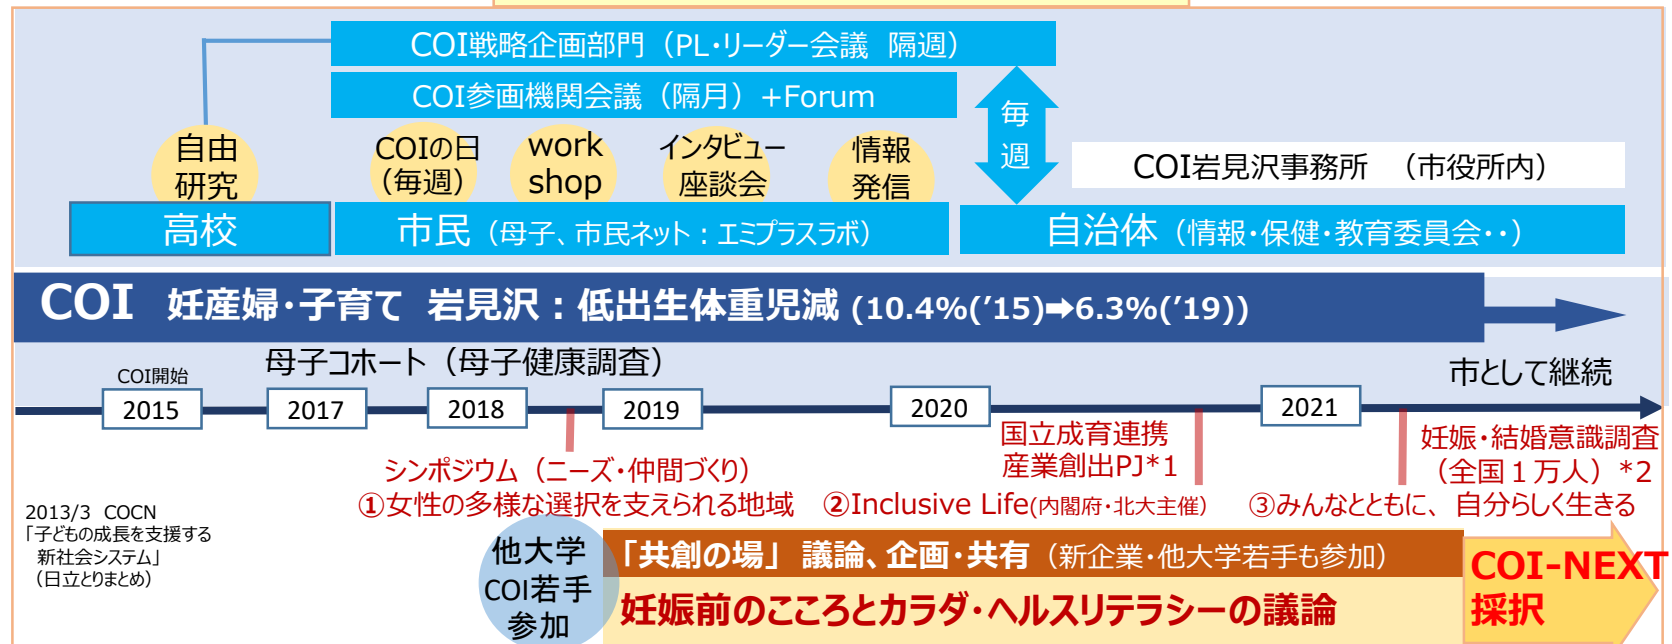 COI戦略企画部門（PL・リーダー会議 隔週）
COI参画機関会議（隔月）+Forum
毎
週
自由
研究
COIの日
（毎週）
work
shop
インタビュー
座談会
情報
発信
COI岩見沢事務所　（市役所内）
高校
市民（母子、市民ネット：エミプラスラボ）
自治体（情報・保健・教育委員会・・）
COI　妊産婦・子育て 岩見沢：低出生体重児減 (10.4%('15)➡6.3%('19))
母子コホート（母子健康調査）
市として継続
COI開始
2015
2017
2018
2019
2020
2021
シンポジウム（ニーズ・仲間づくり）
①女性の多様な選択を支えられる地域
国立成育連携
産業創出PJ*1
②Inclusive Life(内閣府・北大主催）
妊娠・結婚意識調査
（全国１万人）*2
③みんなとともに、自分らしく生きる
2013/3 COCN
「子どもの成長を支援する
新社会システム」
（日立とりまとめ）
他大学
COI若手
参加
「共創の場」 議論、企画・共有（新企業・他大学若手も参加）
妊娠前のこころとカラダ・ヘルスリテラシーの議論
COI-NEXT
採択